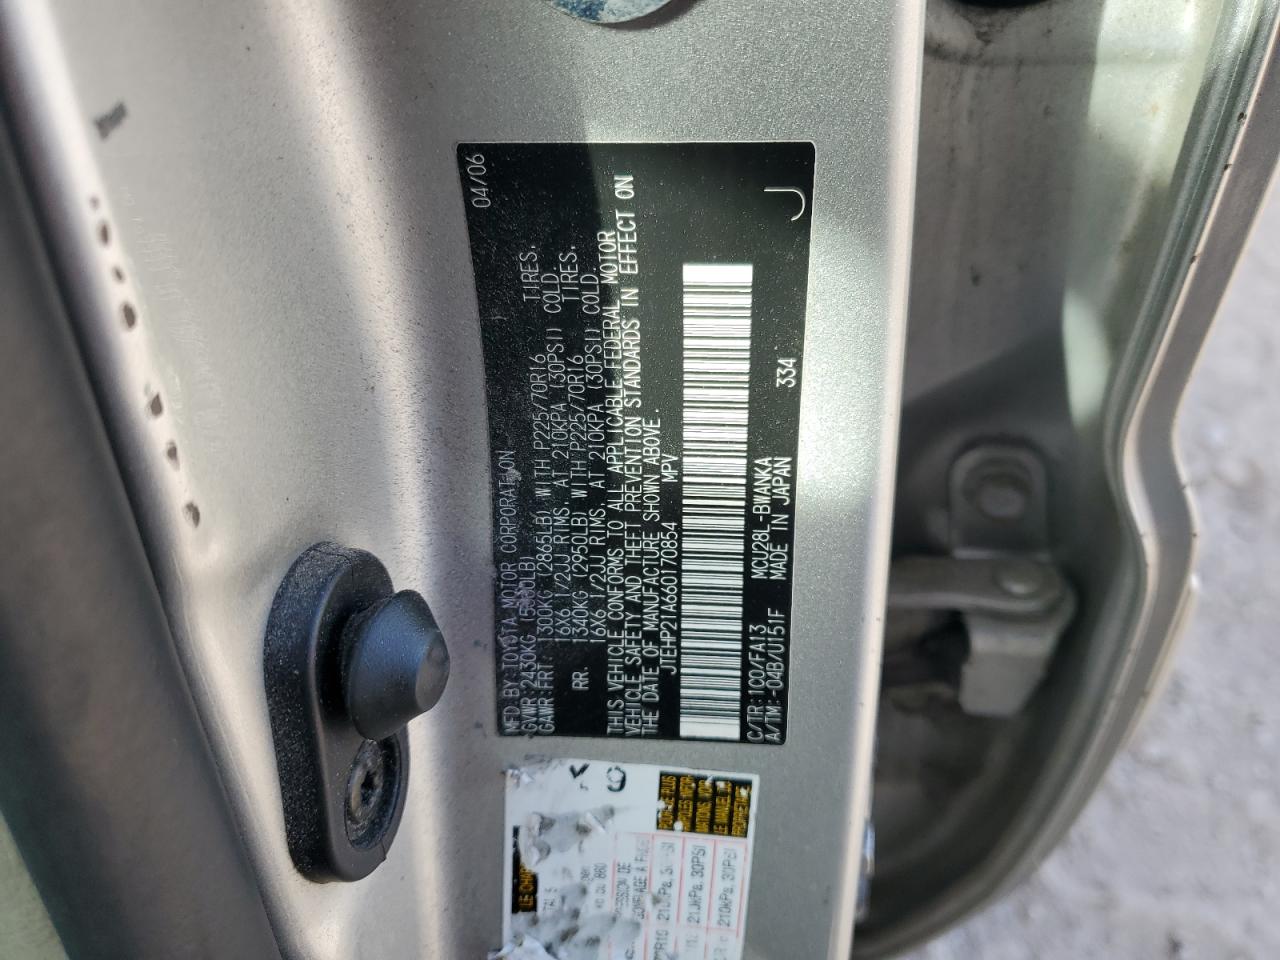 MFD BY: TOYOTA MOTOR CORPORATION 04/06
GVWR: 2430KG
GAWR: FRT. 1300KG (2865LB) WITH P225/70R16 TIRES.
16X6 1/2JJ RIMS, AT 210KPA (30PSI) COLD.
RR. 1340KG (2950LB) WITH P225/70R16 TIRES.
16X6 1/2JJ RIMS, AT 210KPA (30PSI) COLD.
THIS VEHICLE CONFORMS TO ALL APPLICABLE FEDERAL MOTOR
VEHICLE SAFETY AND THEFT PREVENTION STANDARDS IN EFFECT ON
THE DATE OF MANUFACTURE SHOWN ABOVE.
JTEHP21A660170854 MPV
C/TR: 1C0/FA13 MCU28L-BWANKA 334 J
A/TM: -04B/U151F MADE IN JAPAN
LE CHAR
210kPa, 30PSI